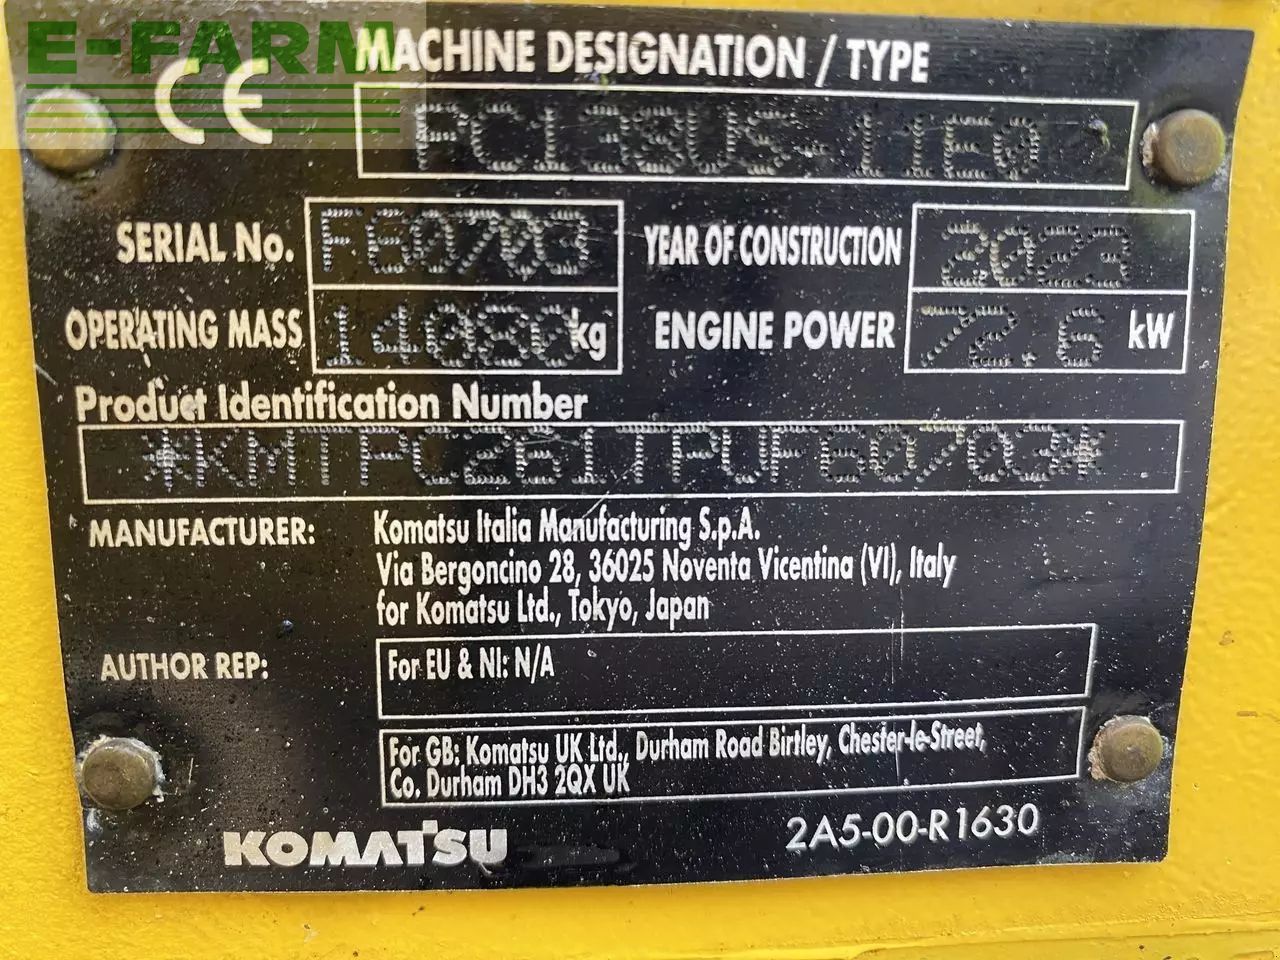 E-FARM
CE
MACHINE DESIGNATION / TYPE
PC138US-11E0
SERIAL No. F60703 YEAR OF CONSTRUCTION 2023
OPERATING MASS 14080 kg ENGINE POWER 72.6 kW
Product Identification Number
*KMTPC261TPUF60703*
MANUFACTURER: Komatsu Italia Manufacturing S.p.A.
Via Bergoncino 28, 36025 Noventa Vicentina (VI), Italy
for Komatsu Ltd., Tokyo, Japan
AUTHOR REP: For EU & NI: N/A
For GB: Komatsu UK Ltd., Durham Road Birtley, Chester-le-Street,
Co. Durham DH3 2QX UK
KOMATSU 2A5-00-R1630